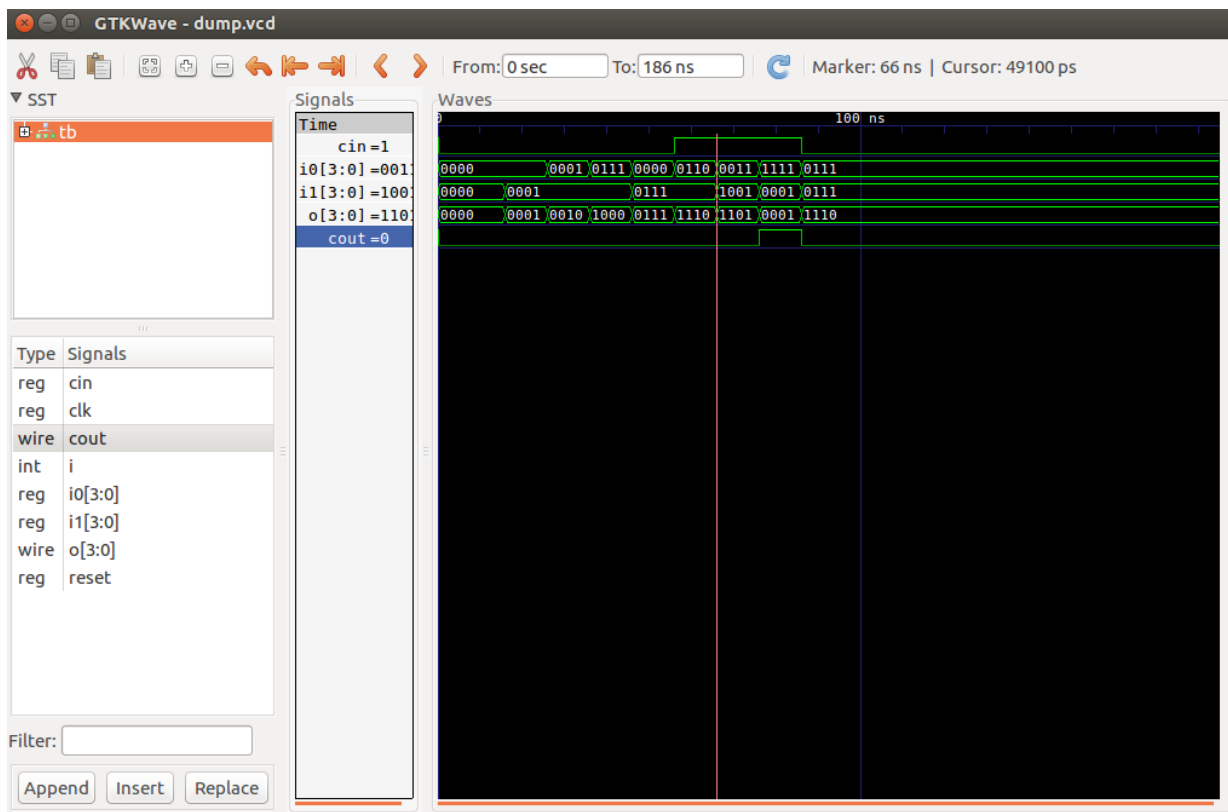 GTKWave - dump.vcd
From: 0 sec To: 186 ns Marker: 66 ns | Cursor: 49100 ps
SST
tb
Type Signals
reg cin
reg clk
wire cout
int i
reg i0[3:0]
reg i1[3:0]
wire o[3:0]
reg reset
Filter:
Append Insert Replace
Signals
Time
cin=1
i0[3:0]=0011
i1[3:0]=1001
o[3:0]=1101
cout=0
Waves
0 100 ns
0000 0001 0111 0000 0110 0011 1111 0111
0000 0001 0111 1001 0001 0111
0000 0001 0010 1000 0111 1110 1101 0001 1110